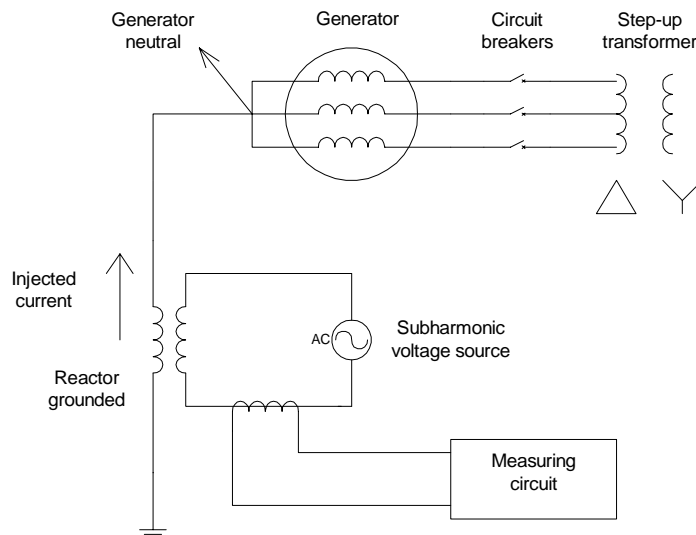 Generator
neutral
Generator
Circuit
breakers
Step-up
transformer
Injected
current
AC
Subharmonic
voltage source
Reactor
grounded
Measuring
circuit